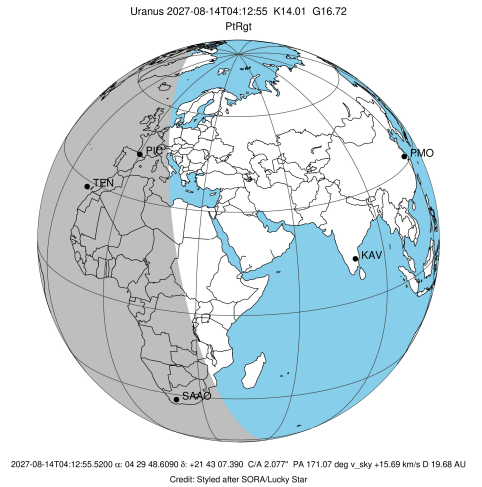 Uranus 2027-08-14T04:12:55 K14.01 G16.72
PtRgt
PIC
PMO
TEN
KAV
SAAO
2027-08-14T04:12:55.5200 α: 04 29 48.6090 δ: +21 43 07.390 C/A 2.077" PA 171.07 deg v_sky +15.69 km/s D 19.68 AU
Credit: Styled after SORA/Lucky Star